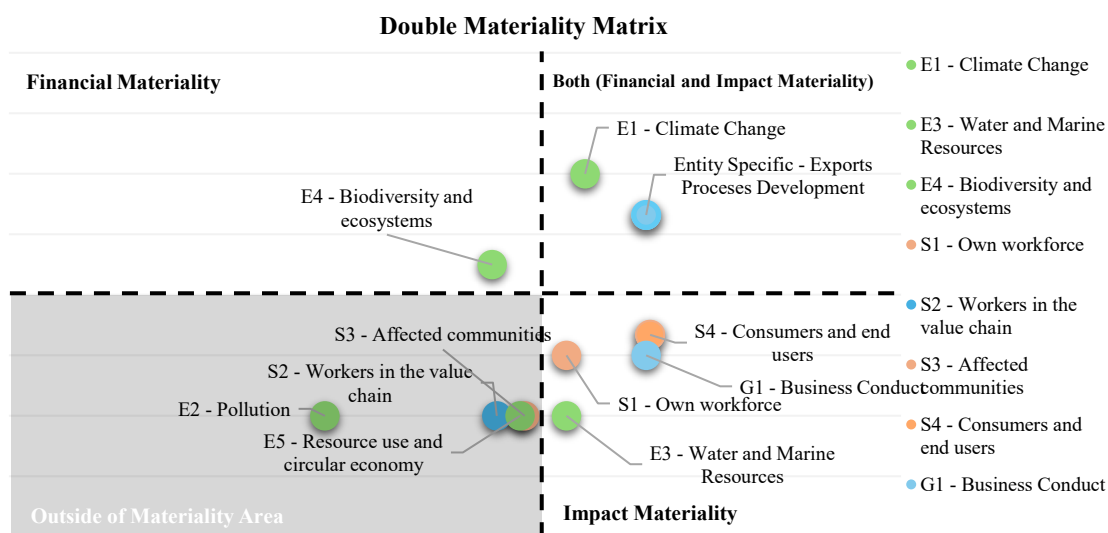 Double Materiality Matrix
Financial Materiality
Both (Financial and Impact Materiality)
E1 - Climate Change
Entity Specific - Exports
Proceses Development
E4 - Biodiversity and
ecosystems
S3 - Affected communities
S2 - Workers in the value
chain
E2 - Pollution
E5 - Resource use and
circular economy
S4 - Consumers and end
users
G1 - Business Conduct
S1 - Own workforce
E3 - Water and Marine
Resources
Outside of Materiality Area
Impact Materiality
E1 - Climate Change
E3 - Water and Marine
Resources
E4 - Biodiversity and
ecosystems
S1 - Own workforce
S2 - Workers in the
value chain
S3 - Affected
communities
S4 - Consumers and
end users
G1 - Business Conduct